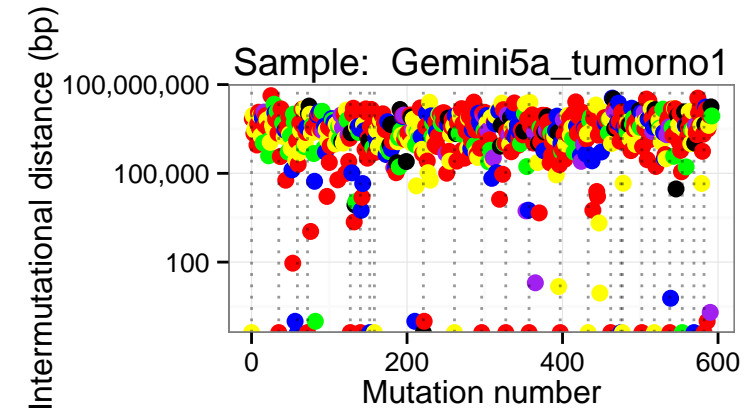 Sample: Gemini5a_tumorno1
Intermutational distance (bp)
100,000,000
100,000
100
0 200 400 600
Mutation number